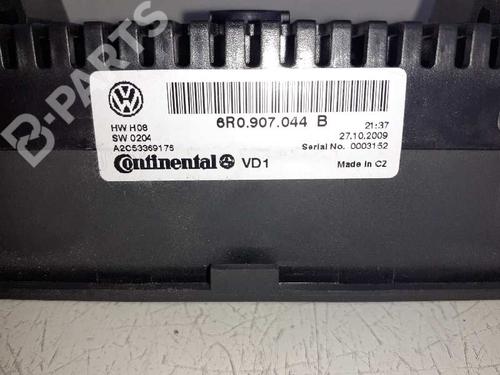 B-PARTS
6R0.907.044 B
HW H08
SW 0204
A2C53369176
21:37
27.10.2009
Serial No. 0003152
Continental VD1
Made in CZ